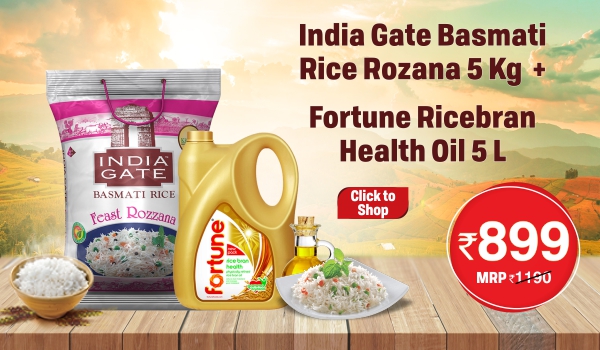 India Gate Basmati
Rice Rozana 5 Kg +
Fortune Ricebran
Health Oil 5 L
Click to
Shop
₹899
MRP ₹1190
INDIA
GATE
BASMATI RICE
Feast Rozzana
fortune
rice bran
health